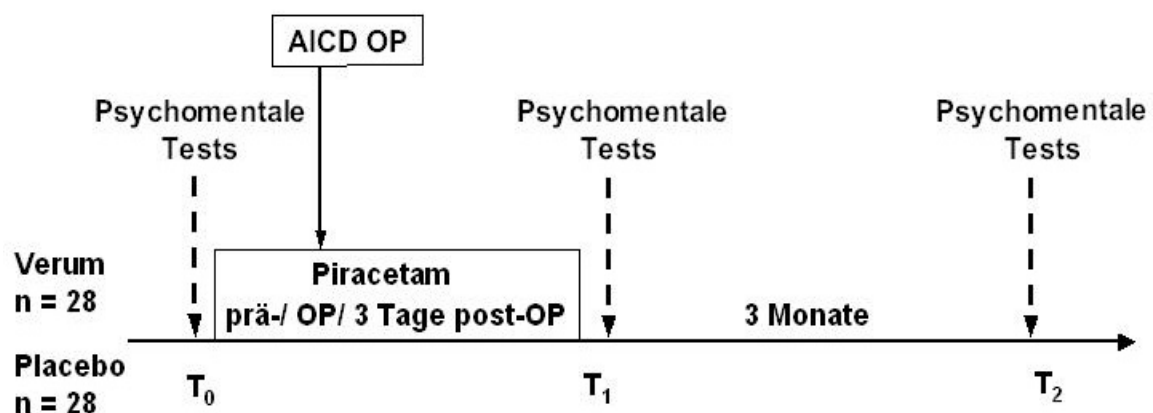 AICD OP
Psychomentale
Tests
Psychomentale
Tests
Psychomentale
Tests
Verum
n = 28
Piracetam
prä-/ OP/ 3 Tage post-OP
3 Monate
Placebo
n = 28
T₀
T₁
T₂